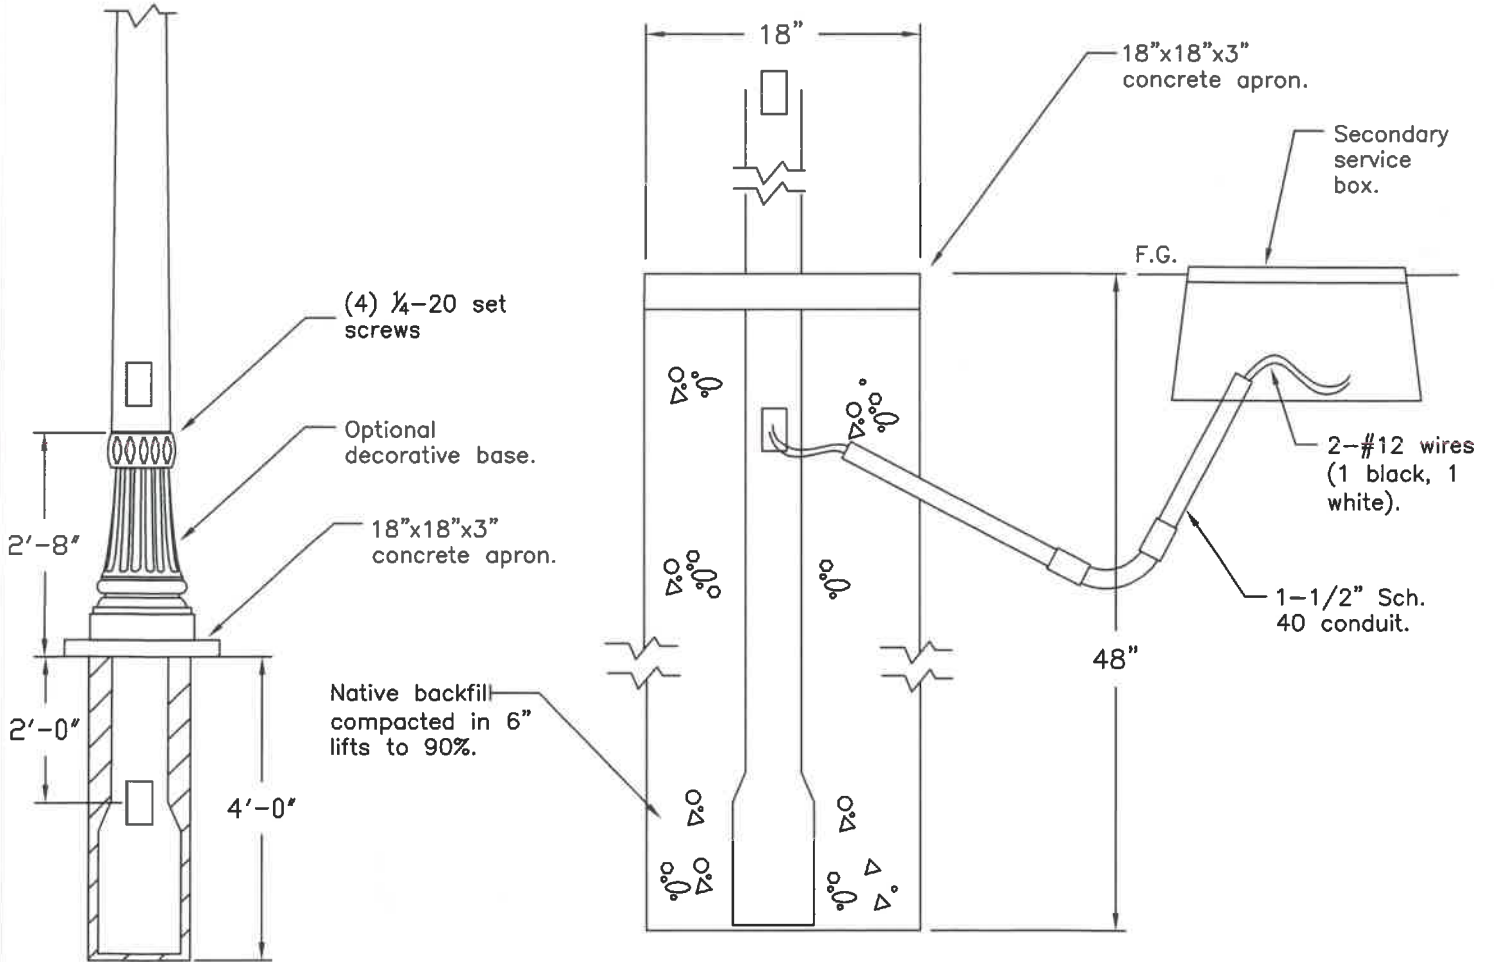 18"
18"x18"x3"
concrete apron.
Secondary
service
box.
F.G.
(4) 1/4-20 set
screws
Optional
decorative base.
2'-8"
18"x18"x3"
concrete apron.
2-#12 wires
(1 black, 1
white).
1-1/2" Sch.
40 conduit.
48"
Native backfill
compacted in 6"
lifts to 90%.
2'-0"
4'-0"